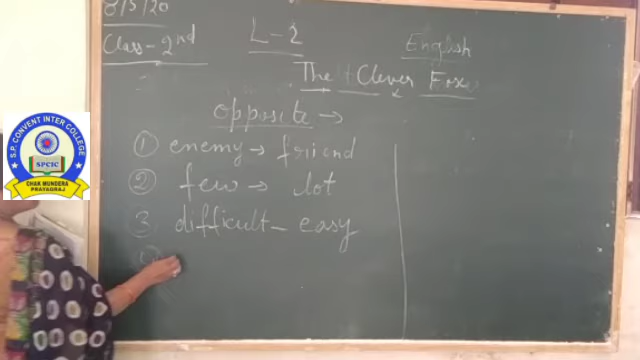 8/5/20
Class - 2nd
L - 2
English
The Clever Foxes
opposite →
① enemy → friend
② few → lot
③ difficult - easy
S.P. CONVENT INTER COLLEGE
SPCIC
CHAK MUNDERA
PRAYAGRAJ